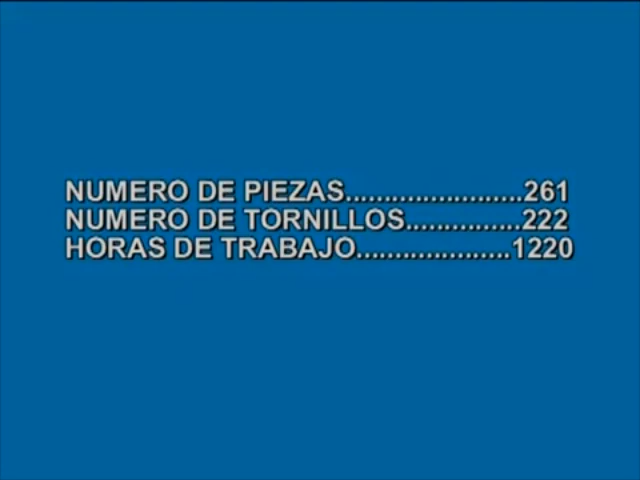 NUMERO DE PIEZAS.......................261
NUMERO DE TORNILLOS...............222
HORAS DE TRABAJO....................1220